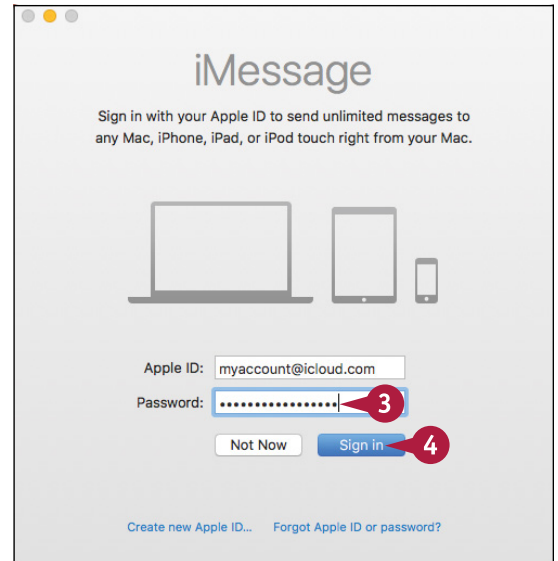 iMessage
Sign in with your Apple ID to send unlimited messages to
any Mac, iPhone, iPad, or iPod touch right from your Mac.
Apple ID: myaccount@icloud.com
Password: ••••••••••••••••• 3
Not Now Sign in 4
Create new Apple ID... Forgot Apple ID or password?